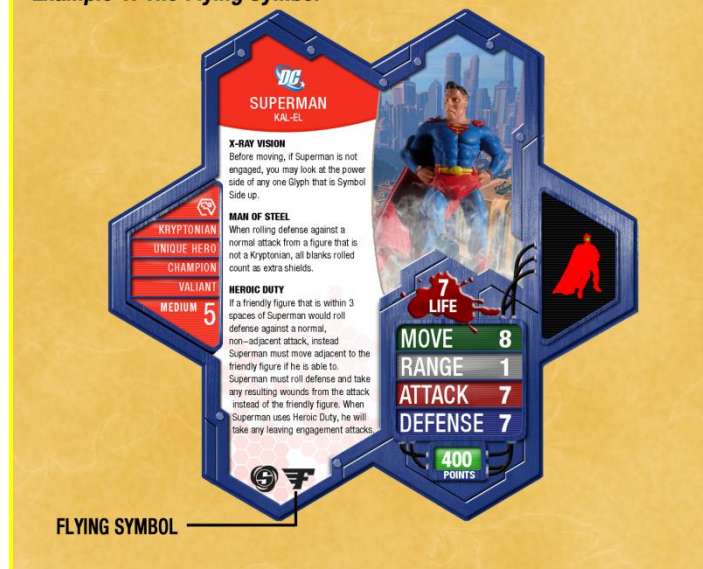 Example 1: The Flying Symbol
DC
SUPERMAN
KAL-EL
X-RAY VISION
Before moving, if Superman is not
engaged, you may look at the power
side of any one Glyph that is Symbol
Side up.
MAN OF STEEL
When rolling defense against a
normal attack from a figure that is
not a Kryptonian, all blanks rolled
count as extra shields.
HEROIC DUTY
If a friendly figure that is within 3
spaces of Superman would roll
defense against a normal,
non-adjacent attack, instead
Superman must move adjacent to the
friendly figure if he is able to.
Superman must roll defense and take
any resulting wounds from the attack
instead of the friendly figure. When
Superman uses Heroic Duty, he will
take any leaving engagement attacks.
KRYPTONIAN
UNIQUE HERO
CHAMPION
VALIANT
MEDIUM 5
7
LIFE
MOVE 8
RANGE 1
ATTACK 7
DEFENSE 7
400
POINTS
S F
FLYING SYMBOL